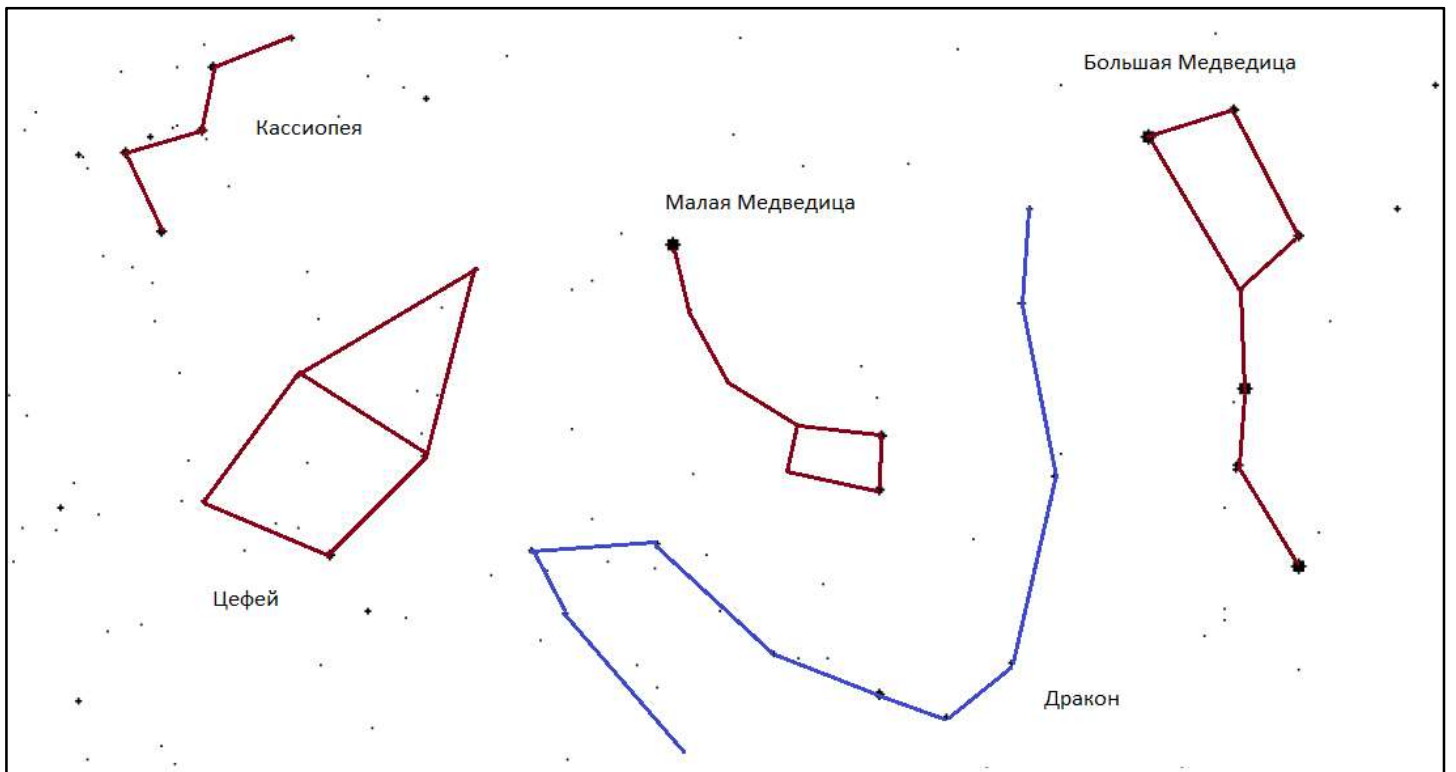 Большая Медведица
Кассиопея
Малая Медведица
Цефей
Дракон